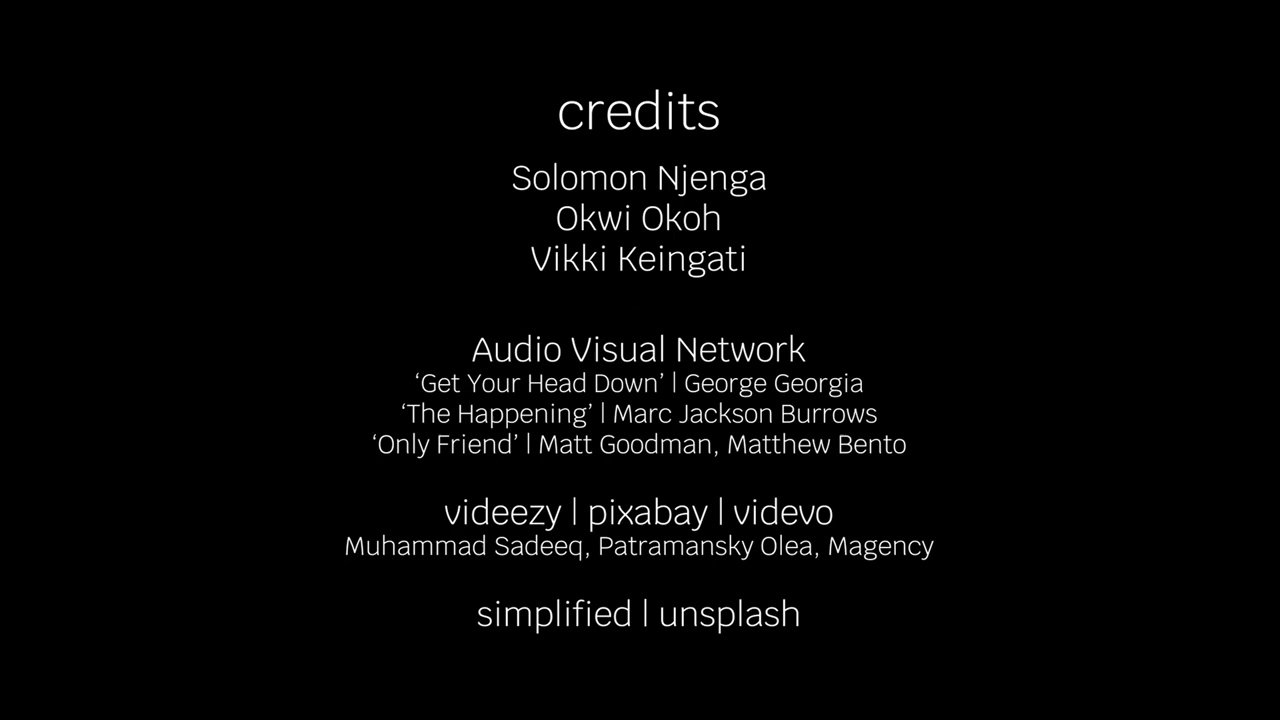 credits
Solomon Njenga
Okwi Okoh
Vikki Keingati
Audio Visual Network
‘Get Your Head Down’ | George Georgia
‘The Happening’ | Marc Jackson Burrows
‘Only Friend’ | Matt Goodman, Matthew Bento
videezy | pixabay | videvo
Muhammad Sadeeq, Patramansky Olea, Magency
simplified | unsplash